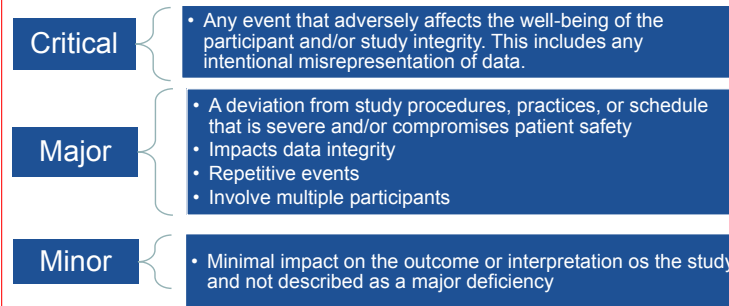 Critical
• Any event that adversely affects the well-being of the
participant and/or study integrity. This includes any
intentional misrepresentation of data.
Major
• A deviation from study procedures, practices, or schedule
that is severe and/or compromises patient safety
• Impacts data integrity
• Repetitive events
• Involve multiple participants
Minor
• Minimal impact on the outcome or interpretation os the study
and not described as a major deficiency